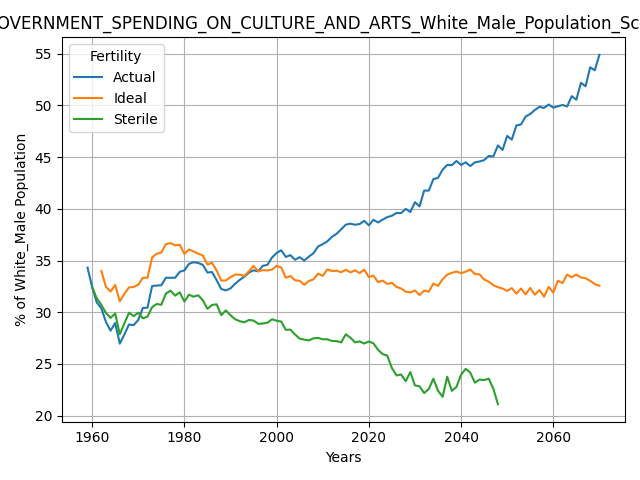 OVERNMENT_SPENDING_ON_CULTURE_AND_ARTS_White_Male_Population_Sc
Fertility
Actual
Ideal
Sterile
% of White_Male Population
55
50
45
40
35
30
25
20
1960
1980
2000
2020
2040
2060
Years